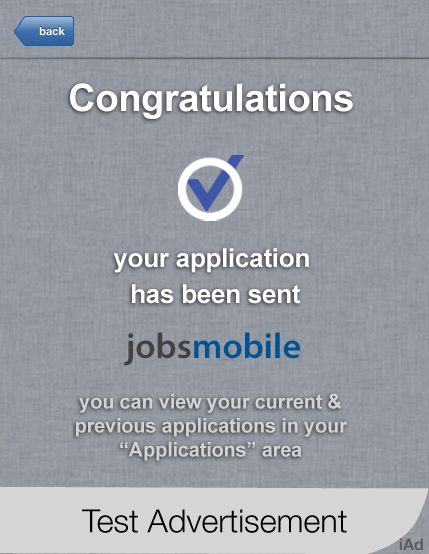 back
Congratulations
your application
has been sent
jobsmobile
you can view your current &
previous applications in your
“Applications” area
Test Advertisement
iAd